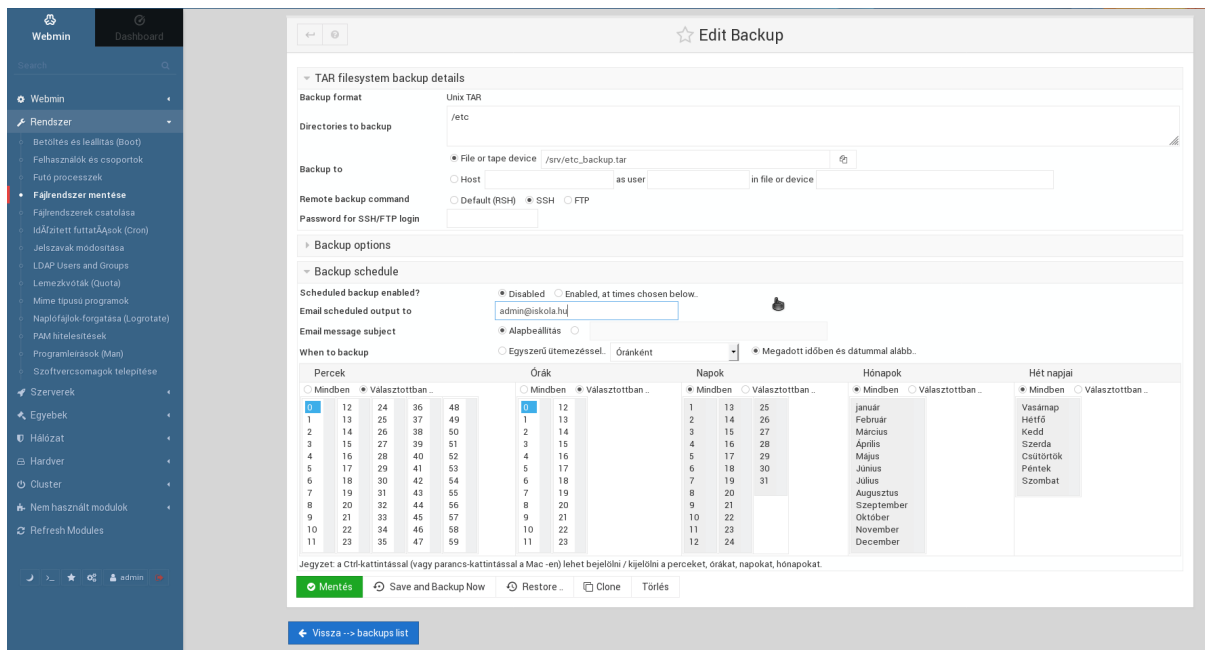 Webmin
Dashboard
Search
Webmin
Rendszer
Betöltés és leállítás (Boot)
Felhasználók és csoportok
Futó processzek
Fájlrendszer mentése
Fájlrendszerek csatolása
IdÅ‘zitett futtatÃ¡sok (Cron)
Jelszavak módosítása
LDAP Users and Groups
Lemezkvóták (Quota)
Mime típusú programok
Naplófájlok-forgatása (Logrotate)
PAM hitelesítések
Programleírások (Man)
Szoftvercsomagok telepítése
Szerverek
Egyebek
Hálózat
Hardver
Cluster
Nem használt modulok
Refresh Modules
admin
Edit Backup
TAR filesystem backup details
Backup format Unix TAR
Directories to backup /etc
Backup to File or tape device /srv/etc_backup.tar
Host as user in file or device
Remote backup command Default (RSH) SSH FTP
Password for SSH/FTP login
Backup options
Backup schedule
Scheduled backup enabled? Disabled Enabled, at times chosen below..
Email scheduled output to admin@iskola.hu
Email message subject Alapbeállítás
When to backup Egyszerű ütemezéssel.. Óránként Megadott időben és dátummal alább..
Percek Órák Napok Hónapok Hét napjai
Mindben Választottban .. Mindben Választottban .. Mindben Választottban .. Mindben Választottban .. Mindben Választottban ..
0 12 24 36 48 0 12 1 13 25 január Vasárnap
1 13 25 37 49 1 13 2 14 26 Február Hétfő
2 14 26 38 50 2 14 3 15 27 Március Kedd
3 15 27 39 51 3 15 4 16 28 Április Szerda
4 16 28 40 52 4 16 5 17 29 Május Csütörtök
5 17 29 41 53 5 17 6 18 30 Június Péntek
6 18 30 42 54 6 18 7 19 31 Július Szombat
7 19 31 43 55 7 19 8 20 Augusztus
8 20 32 44 56 8 20 9 21 Szeptember
9 21 33 45 57 9 21 10 22 Október
10 22 34 46 58 10 22 11 23 November
11 23 35 47 59 11 23 12 24 December
Jegyzet: a Ctrl-kattintással (vagy parancs-kattintással a Mac -en) lehet bejelölni / kijelölni a perceket, órákat, napokat, hónapokat.
Mentés Save and Backup Now Restore .. Clone Törlés
Vissza --> backups list